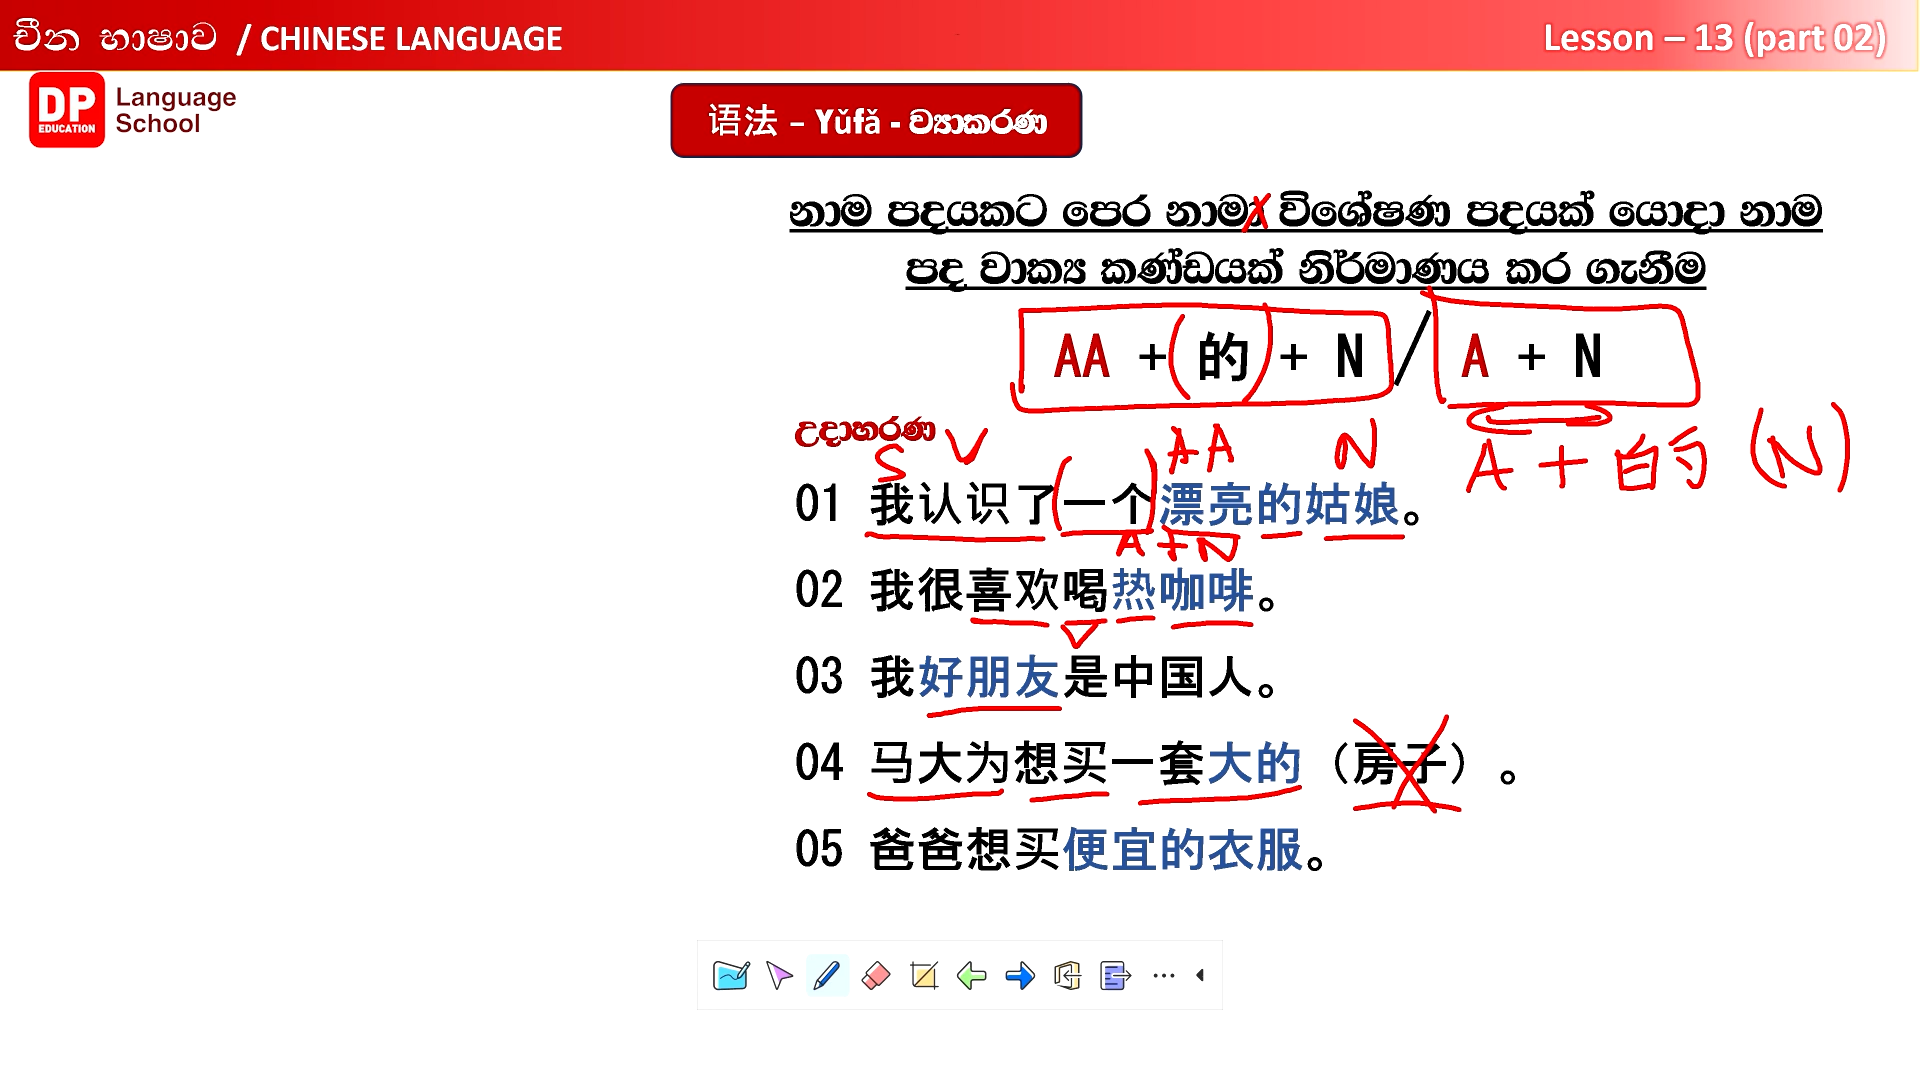 චීන භාෂාව / CHINESE LANGUAGE
Lesson – 13 (part 02)
DP EDUCATION
Language School
语法 – Yǔfǎ - ව්‍යාකරණ
නාම පදයකට පෙර නාමා විශේෂණ පදයක් යොදා නාම
පද වාක්‍ය කණ්ඩයක් නිර්මාණය කර ගැනීම
AA + (的) + N / A + N
උදාහරණ
S V AA N A + 的 (N)
01 我认识了(一个)漂亮的姑娘。
A + N
02 我很喜欢喝热咖啡。
V
03 我好朋友是中国人。
04 马大为想买一套大的（房子）。
05 爸爸想买便宜的衣服。